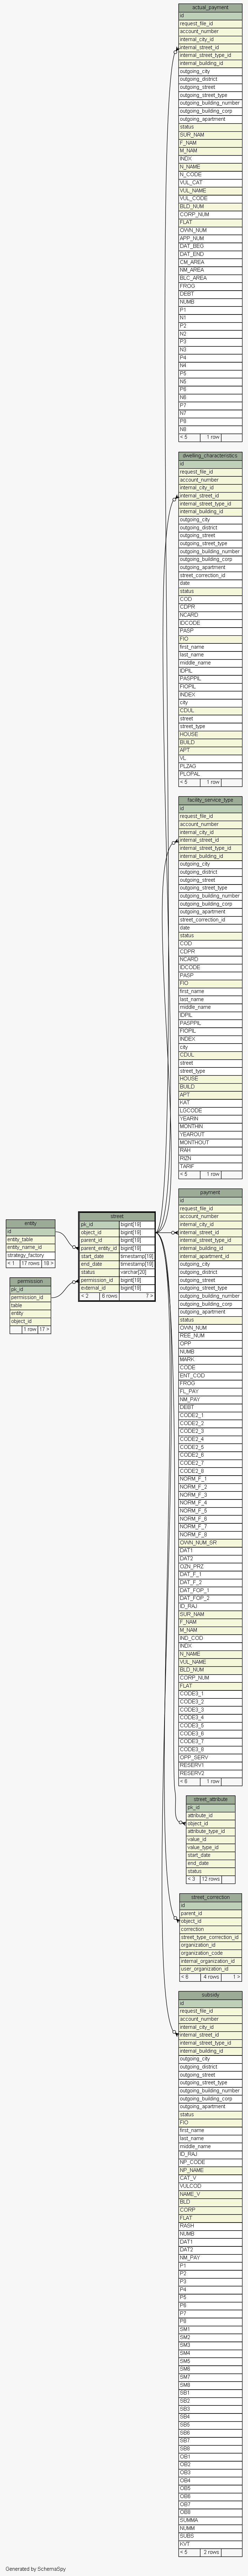 actual_payment
id
request_file_id
account_number
internal_city_id
internal_street_id
internal_street_type_id
internal_building_id
outgoing_city
outgoing_district
outgoing_street
outgoing_street_type
outgoing_building_number
outgoing_building_corp
outgoing_apartment
status
SUR_NAM
F_NAM
M_NAM
INDX
N_NAME
N_CODE
VUL_CAT
VUL_NAME
VUL_CODE
BLD_NUM
CORP_NUM
FLAT
OWN_NUM
APP_NUM
DAT_BEG
DAT_END
CM_AREA
NM_AREA
BLC_AREA
FROG
DEBT
NUMB
P1
N1
P2
N2
P3
N3
P4
N4
P5
N5
P6
N6
P7
N7
P8
N8
< 5 1 row
dwelling_characteristics
id
request_file_id
account_number
internal_city_id
internal_street_id
internal_street_type_id
internal_building_id
outgoing_city
outgoing_district
outgoing_street
outgoing_street_type
outgoing_building_number
outgoing_building_corp
outgoing_apartment
street_correction_id
date
status
COD
CDPR
NCARD
IDCODE
PASP
FIO
first_name
last_name
middle_name
IDPIL
PASPPIL
FIOPIL
INDEX
city
CDUL
street
street_type
HOUSE
BUILD
APT
VL
PLZAG
PLOPAL
< 5 1 row
facility_service_type
id
request_file_id
account_number
internal_city_id
internal_street_id
internal_street_type_id
internal_building_id
outgoing_city
outgoing_district
outgoing_street
outgoing_street_type
outgoing_building_number
outgoing_building_corp
outgoing_apartment
street_correction_id
date
status
COD
CDPR
NCARD
IDCODE
PASP
FIO
first_name
last_name
middle_name
IDPIL
PASPPIL
FIOPIL
INDEX
city
CDUL
street
street_type
HOUSE
BUILD
APT
KAT
LGCODE
YEARIN
MONTHIN
YEAROUT
MONTHOUT
RAH
RIZN
TARIF
< 5 1 row
payment
id
request_file_id
account_number
internal_city_id
internal_street_id
internal_street_type_id
internal_building_id
internal_apartment_id
outgoing_city
outgoing_district
outgoing_street
outgoing_street_type
outgoing_building_number
outgoing_building_corp
outgoing_apartment
status
OWN_NUM
REE_NUM
OPP
NUMB
MARK
CODE
ENT_COD
FROG
FL_PAY
NM_PAY
DEBT
CODE2_1
CODE2_2
CODE2_3
CODE2_4
CODE2_5
CODE2_6
CODE2_7
CODE2_8
NORM_F_1
NORM_F_2
NORM_F_3
NORM_F_4
NORM_F_5
NORM_F_6
NORM_F_7
NORM_F_8
OWN_NUM_SR
DAT1
DAT2
OZN_PRZ
DAT_F_1
DAT_F_2
DAT_FOP_1
DAT_FOP_2
ID_RAJ
SUR_NAM
F_NAM
M_NAM
IND_COD
INDX
N_NAME
VUL_NAME
BLD_NUM
CORP_NUM
FLAT
CODE3_1
CODE3_2
CODE3_3
CODE3_4
CODE3_5
CODE3_6
CODE3_7
CODE3_8
OPP_SERV
RESERV1
RESERV2
< 6 1 row
entity
id
entity_table
entity_name_id
strategy_factory
< 1 17 rows 18 >
permission
pk_id
permission_id
table
entity
object_id
1 row 17 >
street
pk_id bigint[19]
object_id bigint[19]
parent_id bigint[19]
parent_entity_id bigint[19]
start_date timestamp[19]
end_date timestamp[19]
status varchar[20]
permission_id bigint[19]
external_id bigint[19]
< 2 6 rows 7 >
street_attribute
pk_id
attribute_id
object_id
attribute_type_id
value_id
value_type_id
start_date
end_date
status
< 3 12 rows
street_correction
id
parent_id
object_id
correction
street_type_correction_id
organization_id
organization_code
internal_organization_id
user_organization_id
< 6 4 rows 1 >
subsidy
id
request_file_id
account_number
internal_city_id
internal_street_id
internal_street_type_id
internal_building_id
outgoing_city
outgoing_district
outgoing_street
outgoing_street_type
outgoing_building_number
outgoing_building_corp
outgoing_apartment
status
FIO
first_name
last_name
middle_name
ID_RAJ
NP_CODE
NP_NAME
CAT_V
VULCOD
NAME_V
BLD
CORP
FLAT
RASH
NUMB
DAT1
DAT2
NM_PAY
P1
P2
P3
P4
P5
P6
P7
P8
SM1
SM2
SM3
SM4
SM5
SM6
SM7
SM8
SB1
SB2
SB3
SB4
SB5
SB6
SB7
SB8
OB1
OB2
OB3
OB4
OB5
OB6
OB7
OB8
SUMMA
NUMM
SUBS
KVT
< 5 2 rows
Generated by SchemaSpy